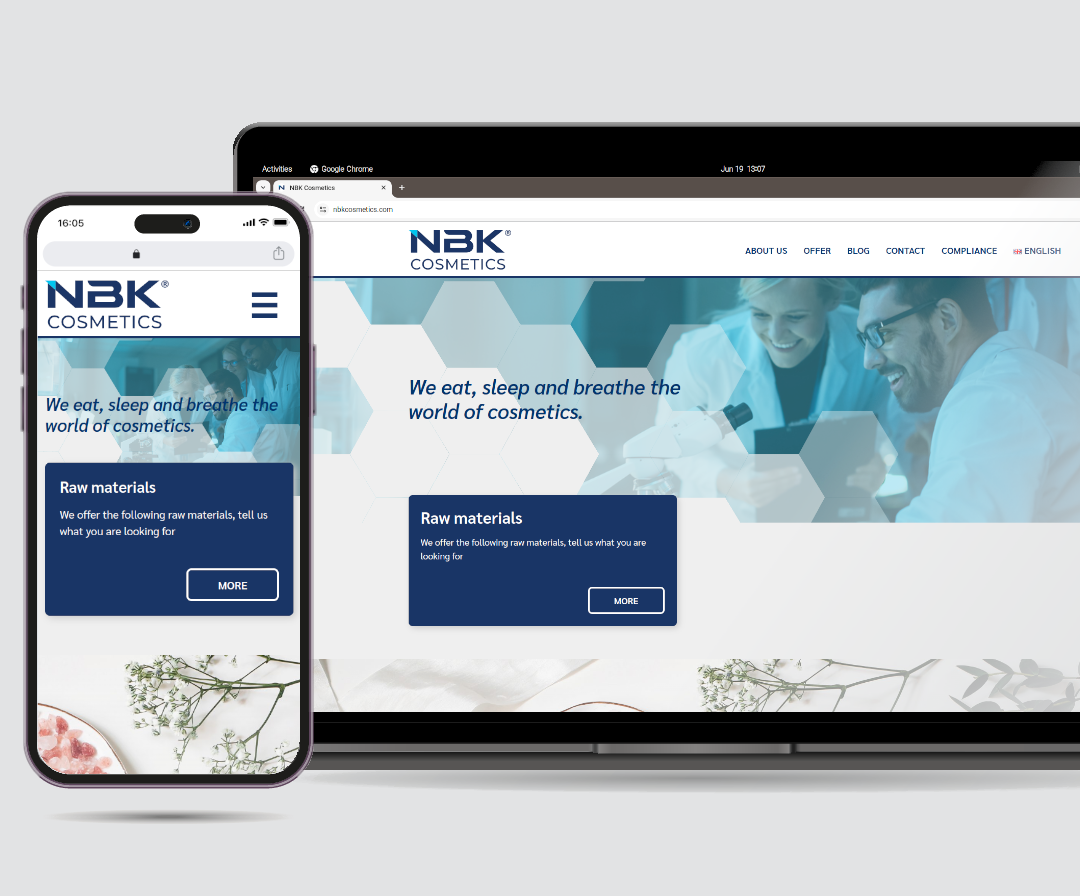 Activities
Google Chrome
Jun 19 13:07
NBK Cosmetics
nbkcosmetics.com
NBK®
COSMETICS
ABOUT US
OFFER
BLOG
CONTACT
COMPLIANCE
ENGLISH
We eat, sleep and breathe the
world of cosmetics.
Raw materials
We offer the following raw materials, tell us what you are
looking for
MORE
16:05
NBK®
COSMETICS
We eat, sleep and breathe the
world of cosmetics.
Raw materials
We offer the following raw materials, tell us
what you are looking for
MORE